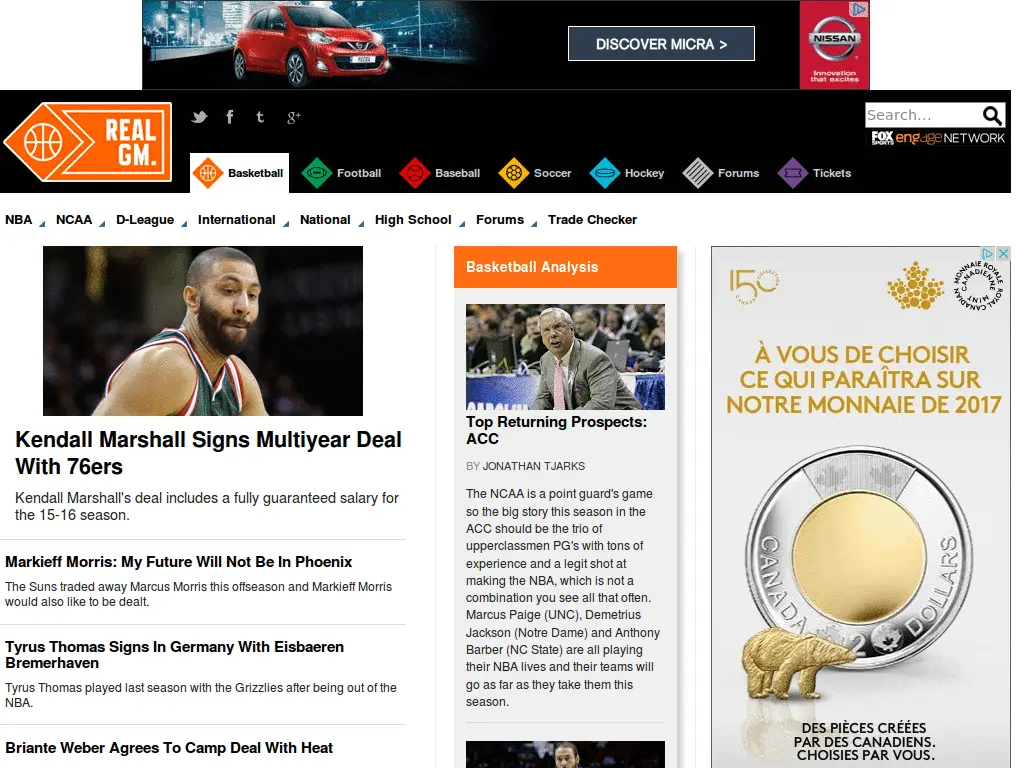 DISCOVER MICRA >
NISSAN
Innovation
that excites
REAL
GM.
Search...
FOX SPORTS engage NETWORK
Basketball
Football
Baseball
Soccer
Hockey
Forums
Tickets
NBA
NCAA
D-League
International
National
High School
Forums
Trade Checker
Kendall Marshall Signs Multiyear Deal
With 76ers
Kendall Marshall's deal includes a fully guaranteed salary for
the 15-16 season.
Markieff Morris: My Future Will Not Be In Phoenix
The Suns traded away Marcus Morris this offseason and Markieff Morris
would also like to be dealt.
Tyrus Thomas Signs In Germany With Eisbaeren
Bremerhaven
Tyrus Thomas played last season with the Grizzlies after being out of the
NBA.
Briante Weber Agrees To Camp Deal With Heat
Basketball Analysis
Top Returning Prospects:
ACC
BY JONATHAN TJARKS
The NCAA is a point guard's game
so the big story this season in the
ACC should be the trio of
upperclassmen PG's with tons of
experience and a legit shot at
making the NBA, which is not a
combination you see all that often.
Marcus Paige (UNC), Demetrius
Jackson (Notre Dame) and Anthony
Barber (NC State) are all playing
their NBA lives and their teams will
go as far as they take them this
season.
150
MONNAIE ROYALE CANADIENNE
ROYAL CANADIAN MINT
À VOUS DE CHOISIR
CE QUI PARAÎTRA SUR
NOTRE MONNAIE DE 2017
CANADA
2 DOLLARS
DES PIÈCES CRÉÉES
PAR DES CANADIENS.
CHOISIES PAR VOUS.